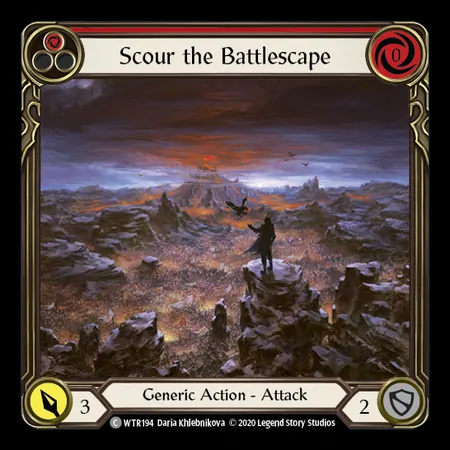 Scour the Battlescape
0
Generic Action - Attack
3
2
C WTR194 Daria Khlebnikova © 2020 Legend Story Studios